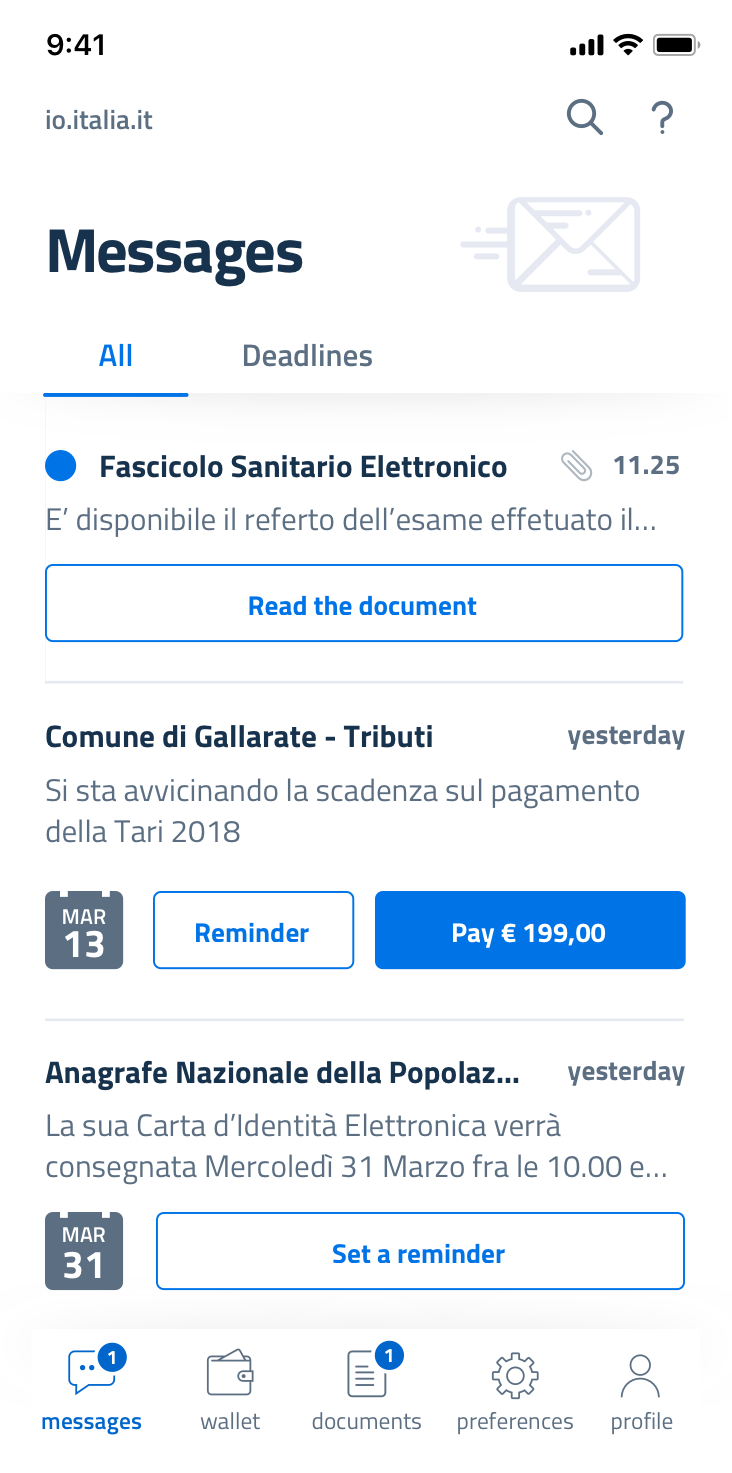 9:41
io.italia.it
?
Messages
All Deadlines
Fascicolo Sanitario Elettronico 11.25
E’ disponibile il referto dell’esame effetuato il...
Read the document
Comune di Gallarate - Tributi yesterday
Si sta avvicinando la scadenza sul pagamento
della Tari 2018
MAR
13
Reminder
Pay € 199,00
Anagrafe Nazionale della Popolaz... yesterday
La sua Carta d’Identità Elettronica verrà
consegnata Mercoledì 31 Marzo fra le 10.00 e...
MAR
31
Set a reminder
1 1
messages wallet documents preferences profile